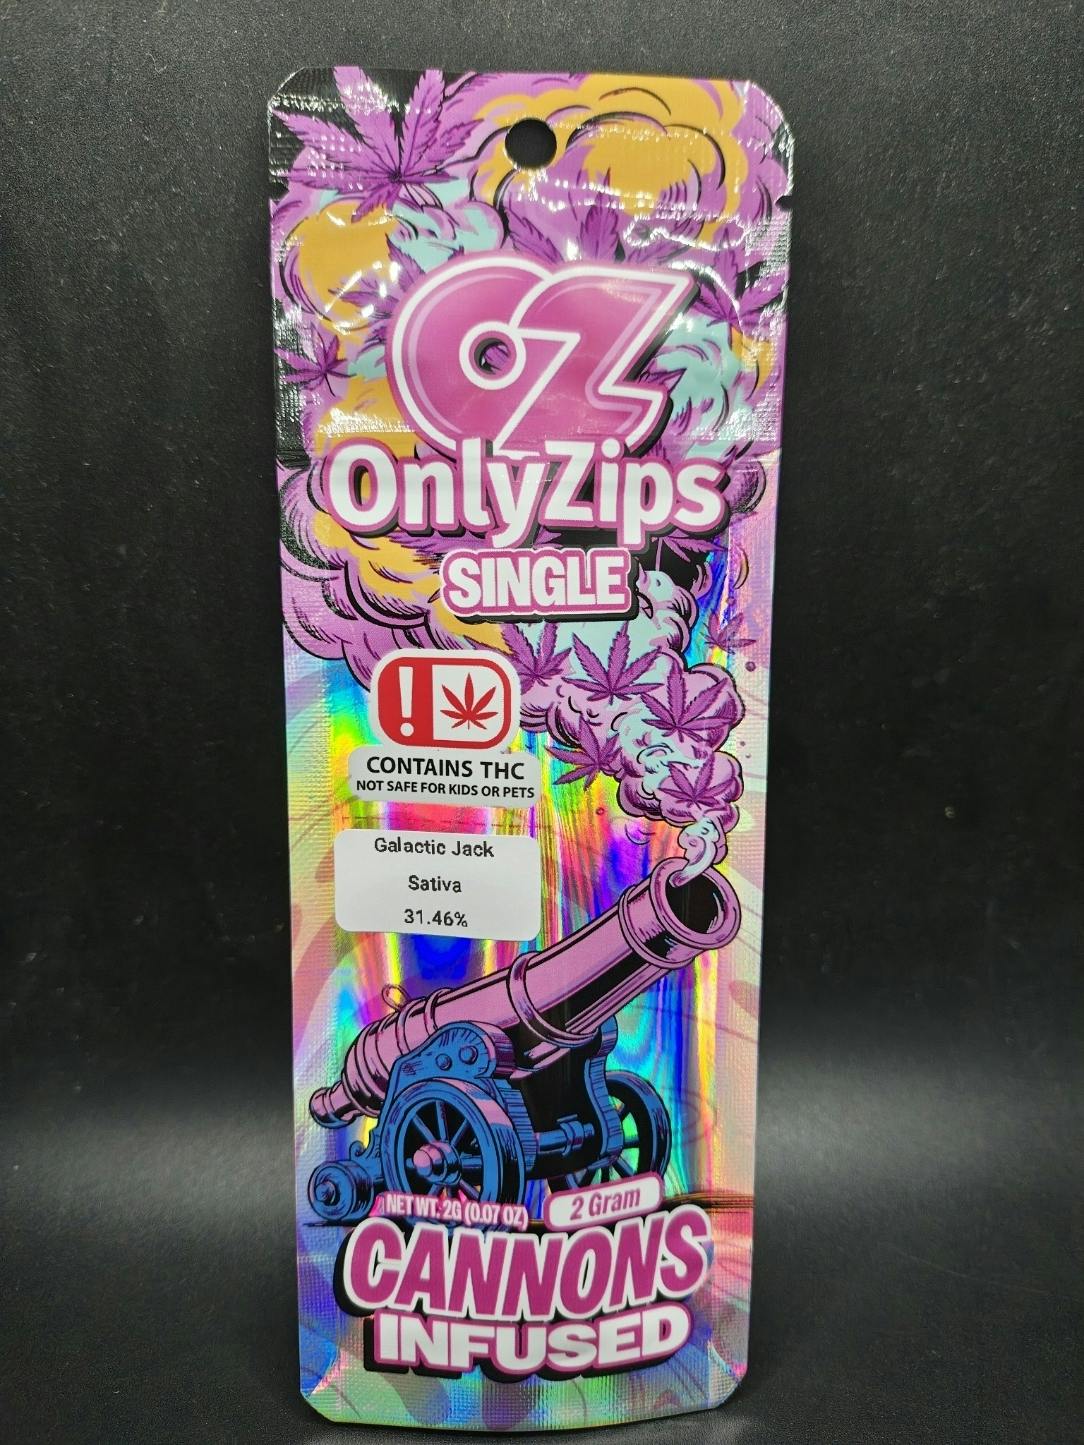 OZ
OnlyZips
SINGLE
!
CONTAINS THC
NOT SAFE FOR KIDS OR PETS
Galactic Jack
Sativa
31.46%
NET WT. 2G (0.07 OZ)
2 Gram
CANNONS
INFUSED